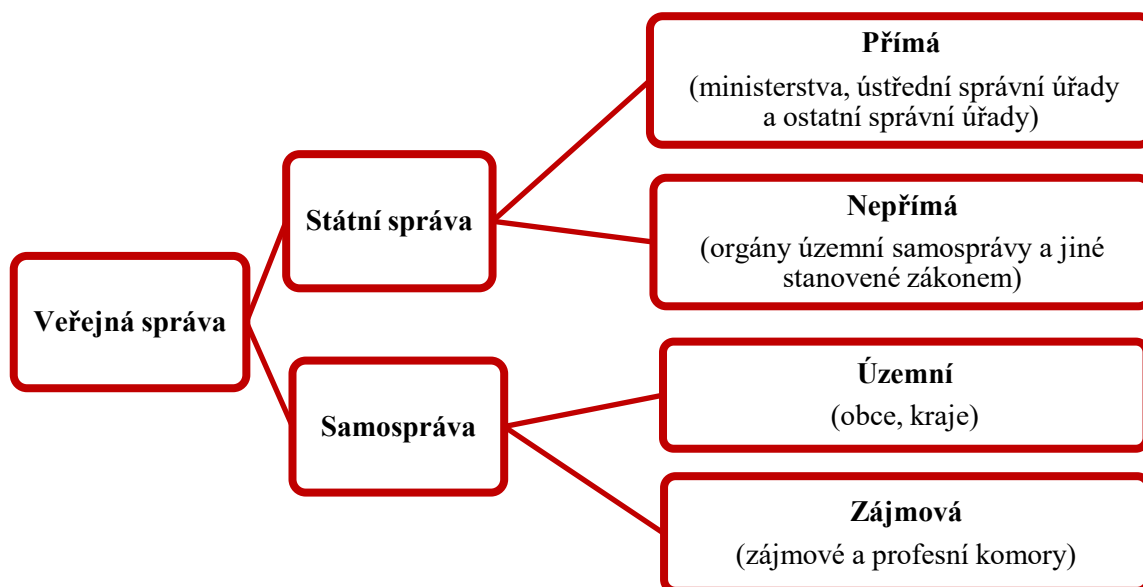 Přímá
(ministerstva, ústřední správní úřady
a ostatní správní úřady)
Státní správa
Nepřímá
(orgány územní samosprávy a jiné
stanovené zákonem)
Veřejná správa
Územní
(obce, kraje)
Samospráva
Zájmová
(zájmové a profesní komory)